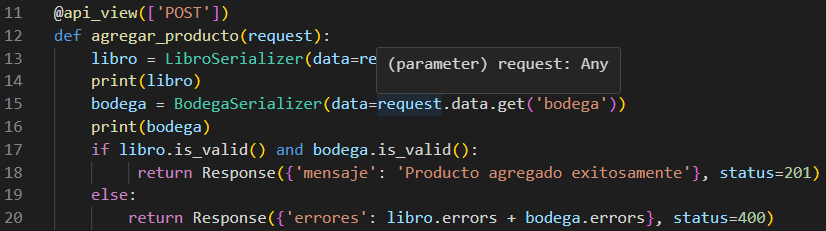 11 @api_view(['POST'])
12 def agregar_producto(request):
13 libro = LibroSerializer(data=re
(parameter) request: Any
14 print(libro)
15 bodega = BodegaSerializer(data=request.data.get('bodega'))
16 print(bodega)
17 if libro.is_valid() and bodega.is_valid():
18 return Response({'mensaje': 'Producto agregado exitosamente'}, status=201)
19 else:
20 return Response({'errores': libro.errors + bodega.errors}, status=400)